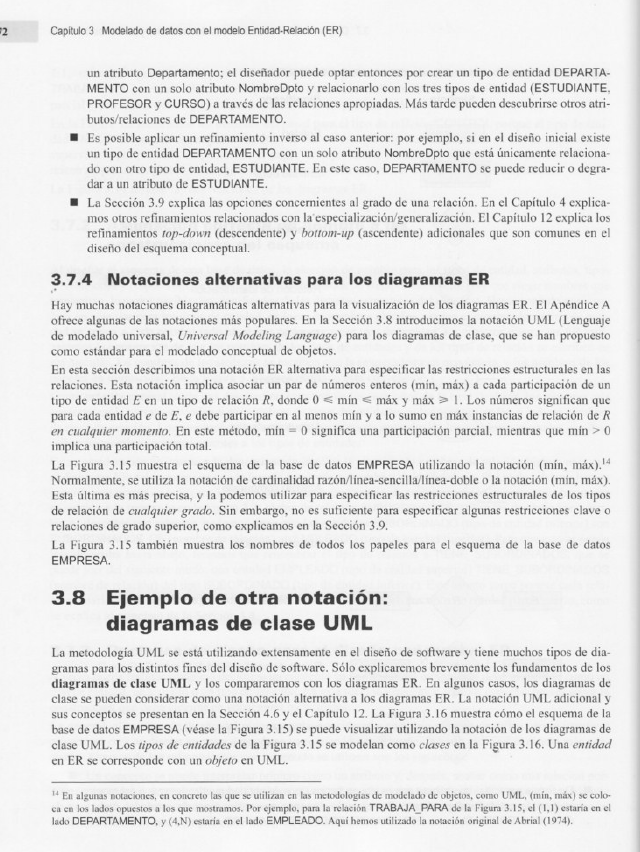 72 Capítulo 3 Modelado de datos con el modelo Entidad-Relación (ER)
un atributo Departamento; el diseñador puede optar entonces por crear un tipo de entidad DEPARTA-
MENTO con un solo atributo NombreDpto y relacionarlo con los tres tipos de entidad (ESTUDIANTE,
PROFESOR y CURSO) a través de las relaciones apropiadas. Más tarde pueden descubrirse otros atri-
butos/relaciones de DEPARTAMENTO.
■ Es posible aplicar un refinamiento inverso al caso anterior: por ejemplo, si en el diseño inicial existe
un tipo de entidad DEPARTAMENTO con un solo atributo NombreDpto que está únicamente relaciona-
do con otro tipo de entidad, ESTUDIANTE. En este caso, DEPARTAMENTO se puede reducir o degra-
dar a un atributo de ESTUDIANTE.
■ La Sección 3.9 explica las opciones concernientes al grado de una relación. En el Capítulo 4 explica-
mos otros refinamientos relacionados con la especialización/generalización. El Capítulo 12 explica los
refinamientos top-down (descendente) y bottom-up (ascendente) adicionales que son comunes en el
diseño del esquema conceptual.
3.7.4 Notaciones alternativas para los diagramas ER
Hay muchas notaciones diagramáticas alternativas para la visualización de los diagramas ER. El Apéndice A
ofrece algunas de las notaciones más populares. En la Sección 3.8 introducimos la notación UML (Lenguaje
de modelado universal, Universal Modeling Language) para los diagramas de clase, que se han propuesto
como estándar para el modelado conceptual de objetos.
En esta sección describimos una notación ER alternativa para especificar las restricciones estructurales en las
relaciones. Esta notación implica asociar un par de números enteros (mín, máx) a cada participación de un
tipo de entidad E en un tipo de relación R, donde 0 ⩽ mín ⩽ máx y máx ⩾ 1. Los números significan que
para cada entidad e de E, e debe participar en al menos mín y a lo sumo en máx instancias de relación de R
en cualquier momento. En este método, mín = 0 significa una participación parcial, mientras que mín > 0
implica una participación total.
La Figura 3.15 muestra el esquema de la base de datos EMPRESA utilizando la notación (mín, máx).14
Normalmente, se utiliza la notación de cardinalidad razón/línea-sencilla/línea-doble o la notación (mín, máx).
Esta última es más precisa, y la podemos utilizar para especificar las restricciones estructurales de los tipos
de relación de cualquier grado. Sin embargo, no es suficiente para especificar algunas restricciones clave o
relaciones de grado superior, como explicamos en la Sección 3.9.
La Figura 3.15 también muestra los nombres de todos los papeles para el esquema de la base de datos
EMPRESA.
3.8 Ejemplo de otra notación:
diagramas de clase UML
La metodología UML se está utilizando extensamente en el diseño de software y tiene muchos tipos de dia-
gramas para los distintos fines del diseño de software. Sólo explicaremos brevemente los fundamentos de los
diagramas de clase UML y los compararemos con los diagramas ER. En algunos casos, los diagramas de
clase se pueden considerar como una notación alternativa a los diagramas ER. La notación UML adicional y
sus conceptos se presentan en la Sección 4.6 y el Capítulo 12. La Figura 3.16 muestra cómo el esquema de la
base de datos EMPRESA (véase la Figura 3.15) se puede visualizar utilizando la notación de los diagramas de
clase UML. Los tipos de entidades de la Figura 3.15 se modelan como clases en la Figura 3.16. Una entidad
en ER se corresponde con un objeto en UML.
14 En algunas notaciones, en concreto las que se utilizan en las metodologías de modelado de objetos, como UML, (mín, máx) se colo-
ca en los lados opuestos a los que mostramos. Por ejemplo, para la relación TRABAJA_PARA de la Figura 3.15, el (1,1) estaría en el
lado DEPARTAMENTO, y (4,N) estaría en el lado EMPLEADO. Aquí hemos utilizado la notación original de Abrial (1974).